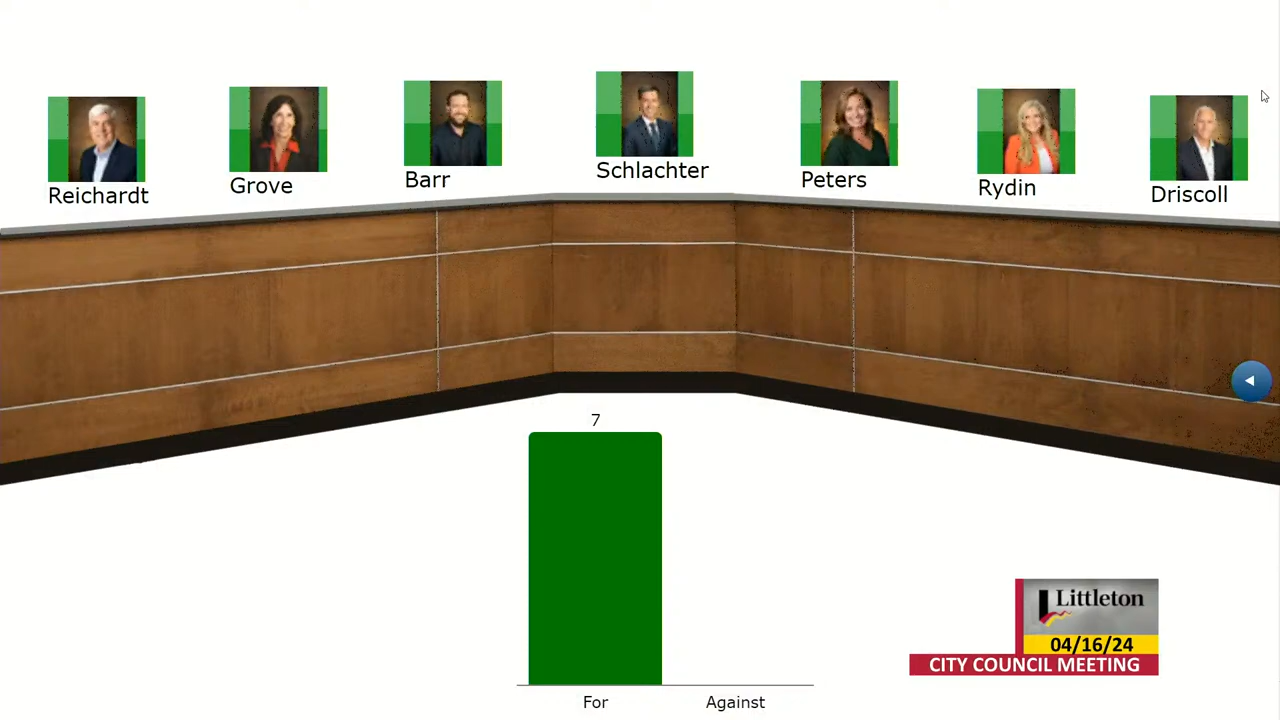 Reichardt
Grove
Barr
Schlachter
Peters
Rydin
Driscoll
7
For
Against
Littleton
04/16/24
CITY COUNCIL MEETING